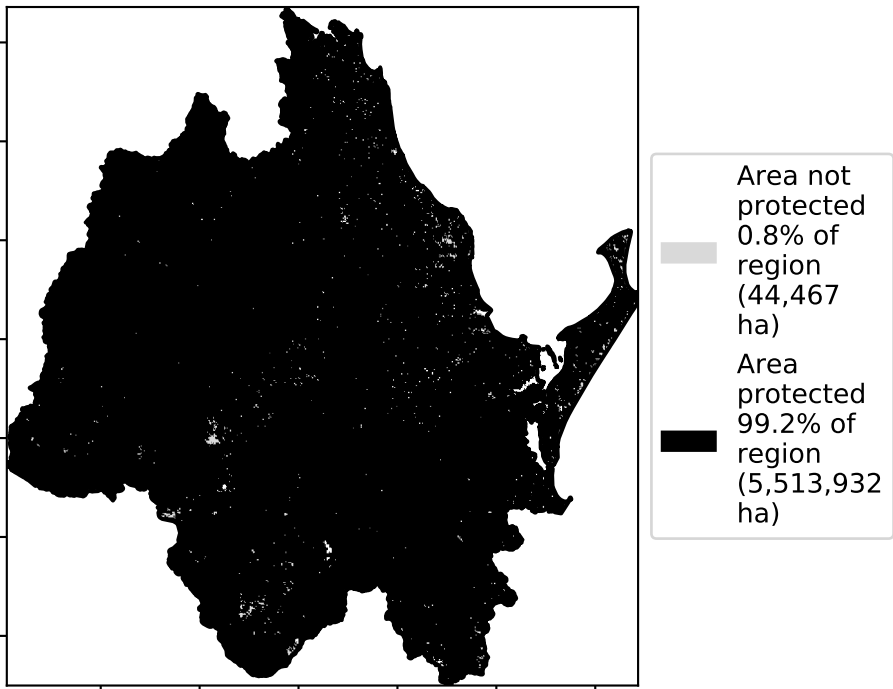 Area not
protected
0.8% of
region
(44,467
ha)
Area
protected
99.2% of
region
(5,513,932
ha)